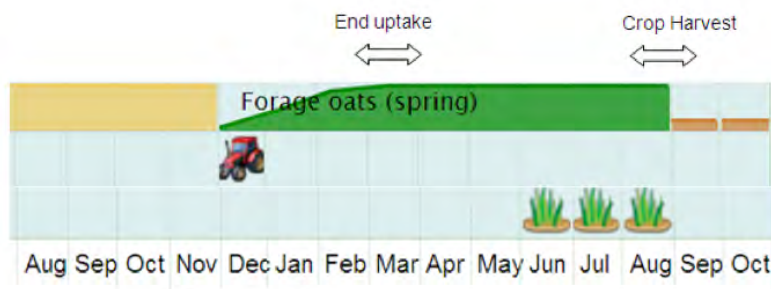 End uptake
Crop Harvest
Forage oats (spring)
Aug Sep Oct Nov Dec Jan Feb Mar Apr May Jun Jul Aug Sep Oct